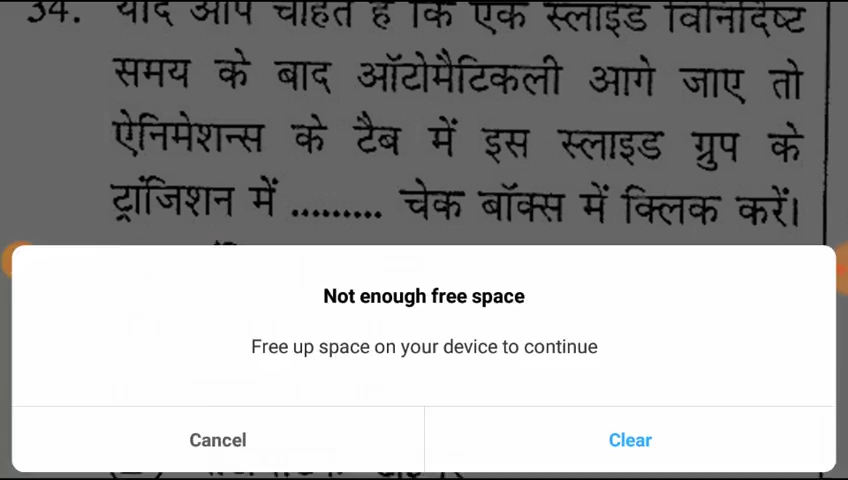 34. यदि आप चाहते हैं कि एक स्लाइड विनिर्दिष्ट
समय के बाद ऑटोमैटिकली आगे जाए तो
ऐनिमेशन्स के टैब में इस स्लाइड ग्रुप के
ट्रांजिशन में ......... चेक बॉक्स में क्लिक करें।
Not enough free space
Free up space on your device to continue
Cancel
Clear